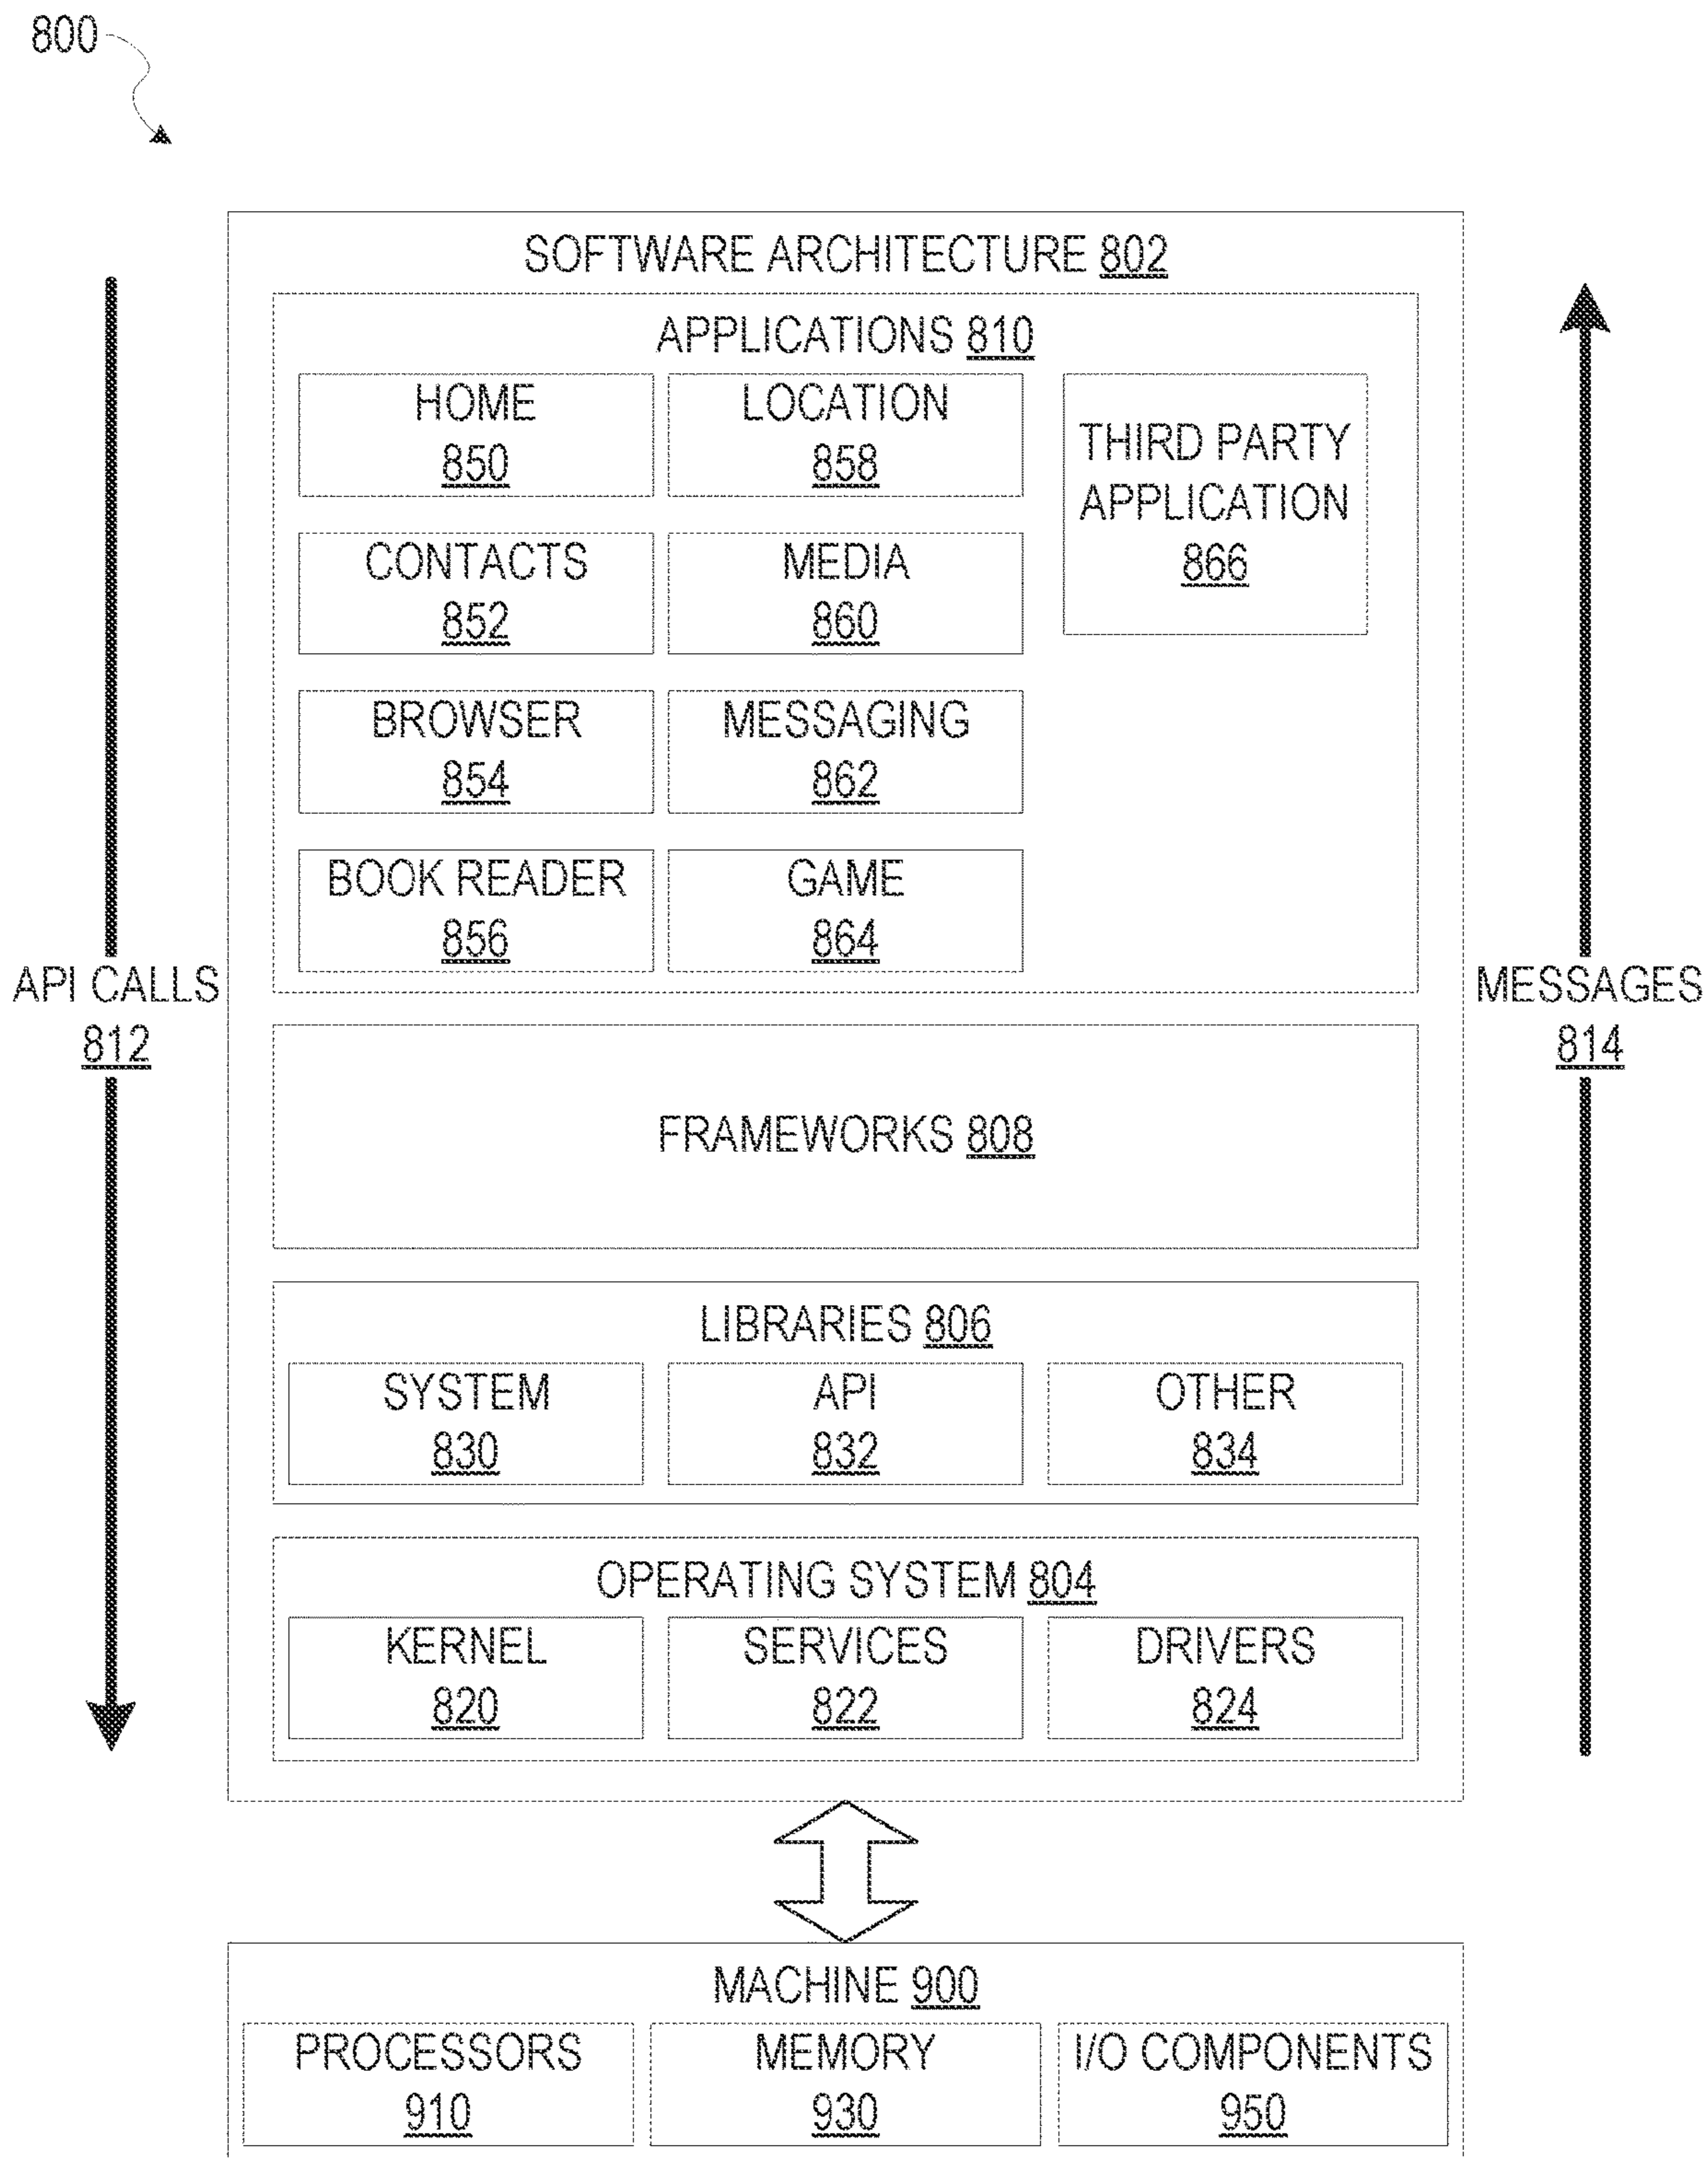 800
SOFTWARE ARCHITECTURE 802
APPLICATIONS 810
HOME
850
LOCATION
858
THIRD PARTY
APPLICATION
866
CONTACTS
852
MEDIA
860
BROWSER
854
MESSAGING
862
BOOK READER
856
GAME
864
API CALLS
812
MESSAGES
814
FRAMEWORKS 808
LIBRARIES 806
SYSTEM
830
API
832
OTHER
834
OPERATING SYSTEM 804
KERNEL
820
SERVICES
822
DRIVERS
824
MACHINE 900
PROCESSORS
910
MEMORY
930
I/O COMPONENTS
950